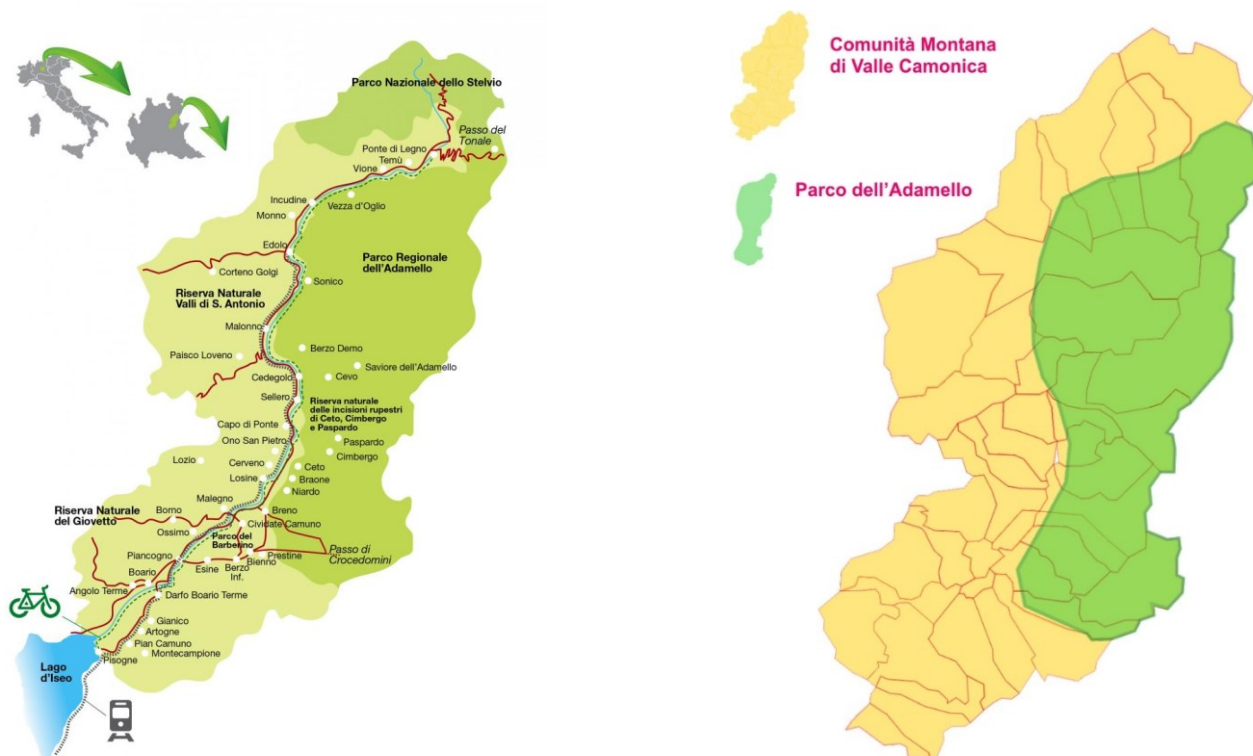 Parco Nazionale dello Stelvio
Passo del
Tonale
Ponte di Legno
Temù
Vione
Vezza d'Oglio
Incudine
Monno
Edolo
Corteno Golgi
Parco Regionale
dell'Adamello
Sonico
Riserva Naturale
Valli di S. Antonio
Malonno
Paisco Loveno
Berzo Demo
Saviore dell'Adamello
Cedegolo
Cevo
Sellero
Riserva naturale
delle incisioni rupestri
di Ceto, Cimbergo
e Paspardo
Capo di Ponte
Ono San Pietro
Paspardo
Cimbergo
Lozio
Cerveno
Ceto
Losine
Braone
Niardo
Malegno
Riserva Naturale
del Giovetto
Borno
Breno
Ossimo
Cividate Camuno
Parco del
Barberino
Piancogno
Prestine
Bienno
Passo di
Crocedomini
Esine
Berzo
Inf.
Boario
Angolo Terme
Darfo Boario Terme
Gianico
Artogne
Pian Camuno
Montecampione
Pisogne
Lago
d'Iseo
Comunità Montana
di Valle Camonica
Parco dell'Adamello